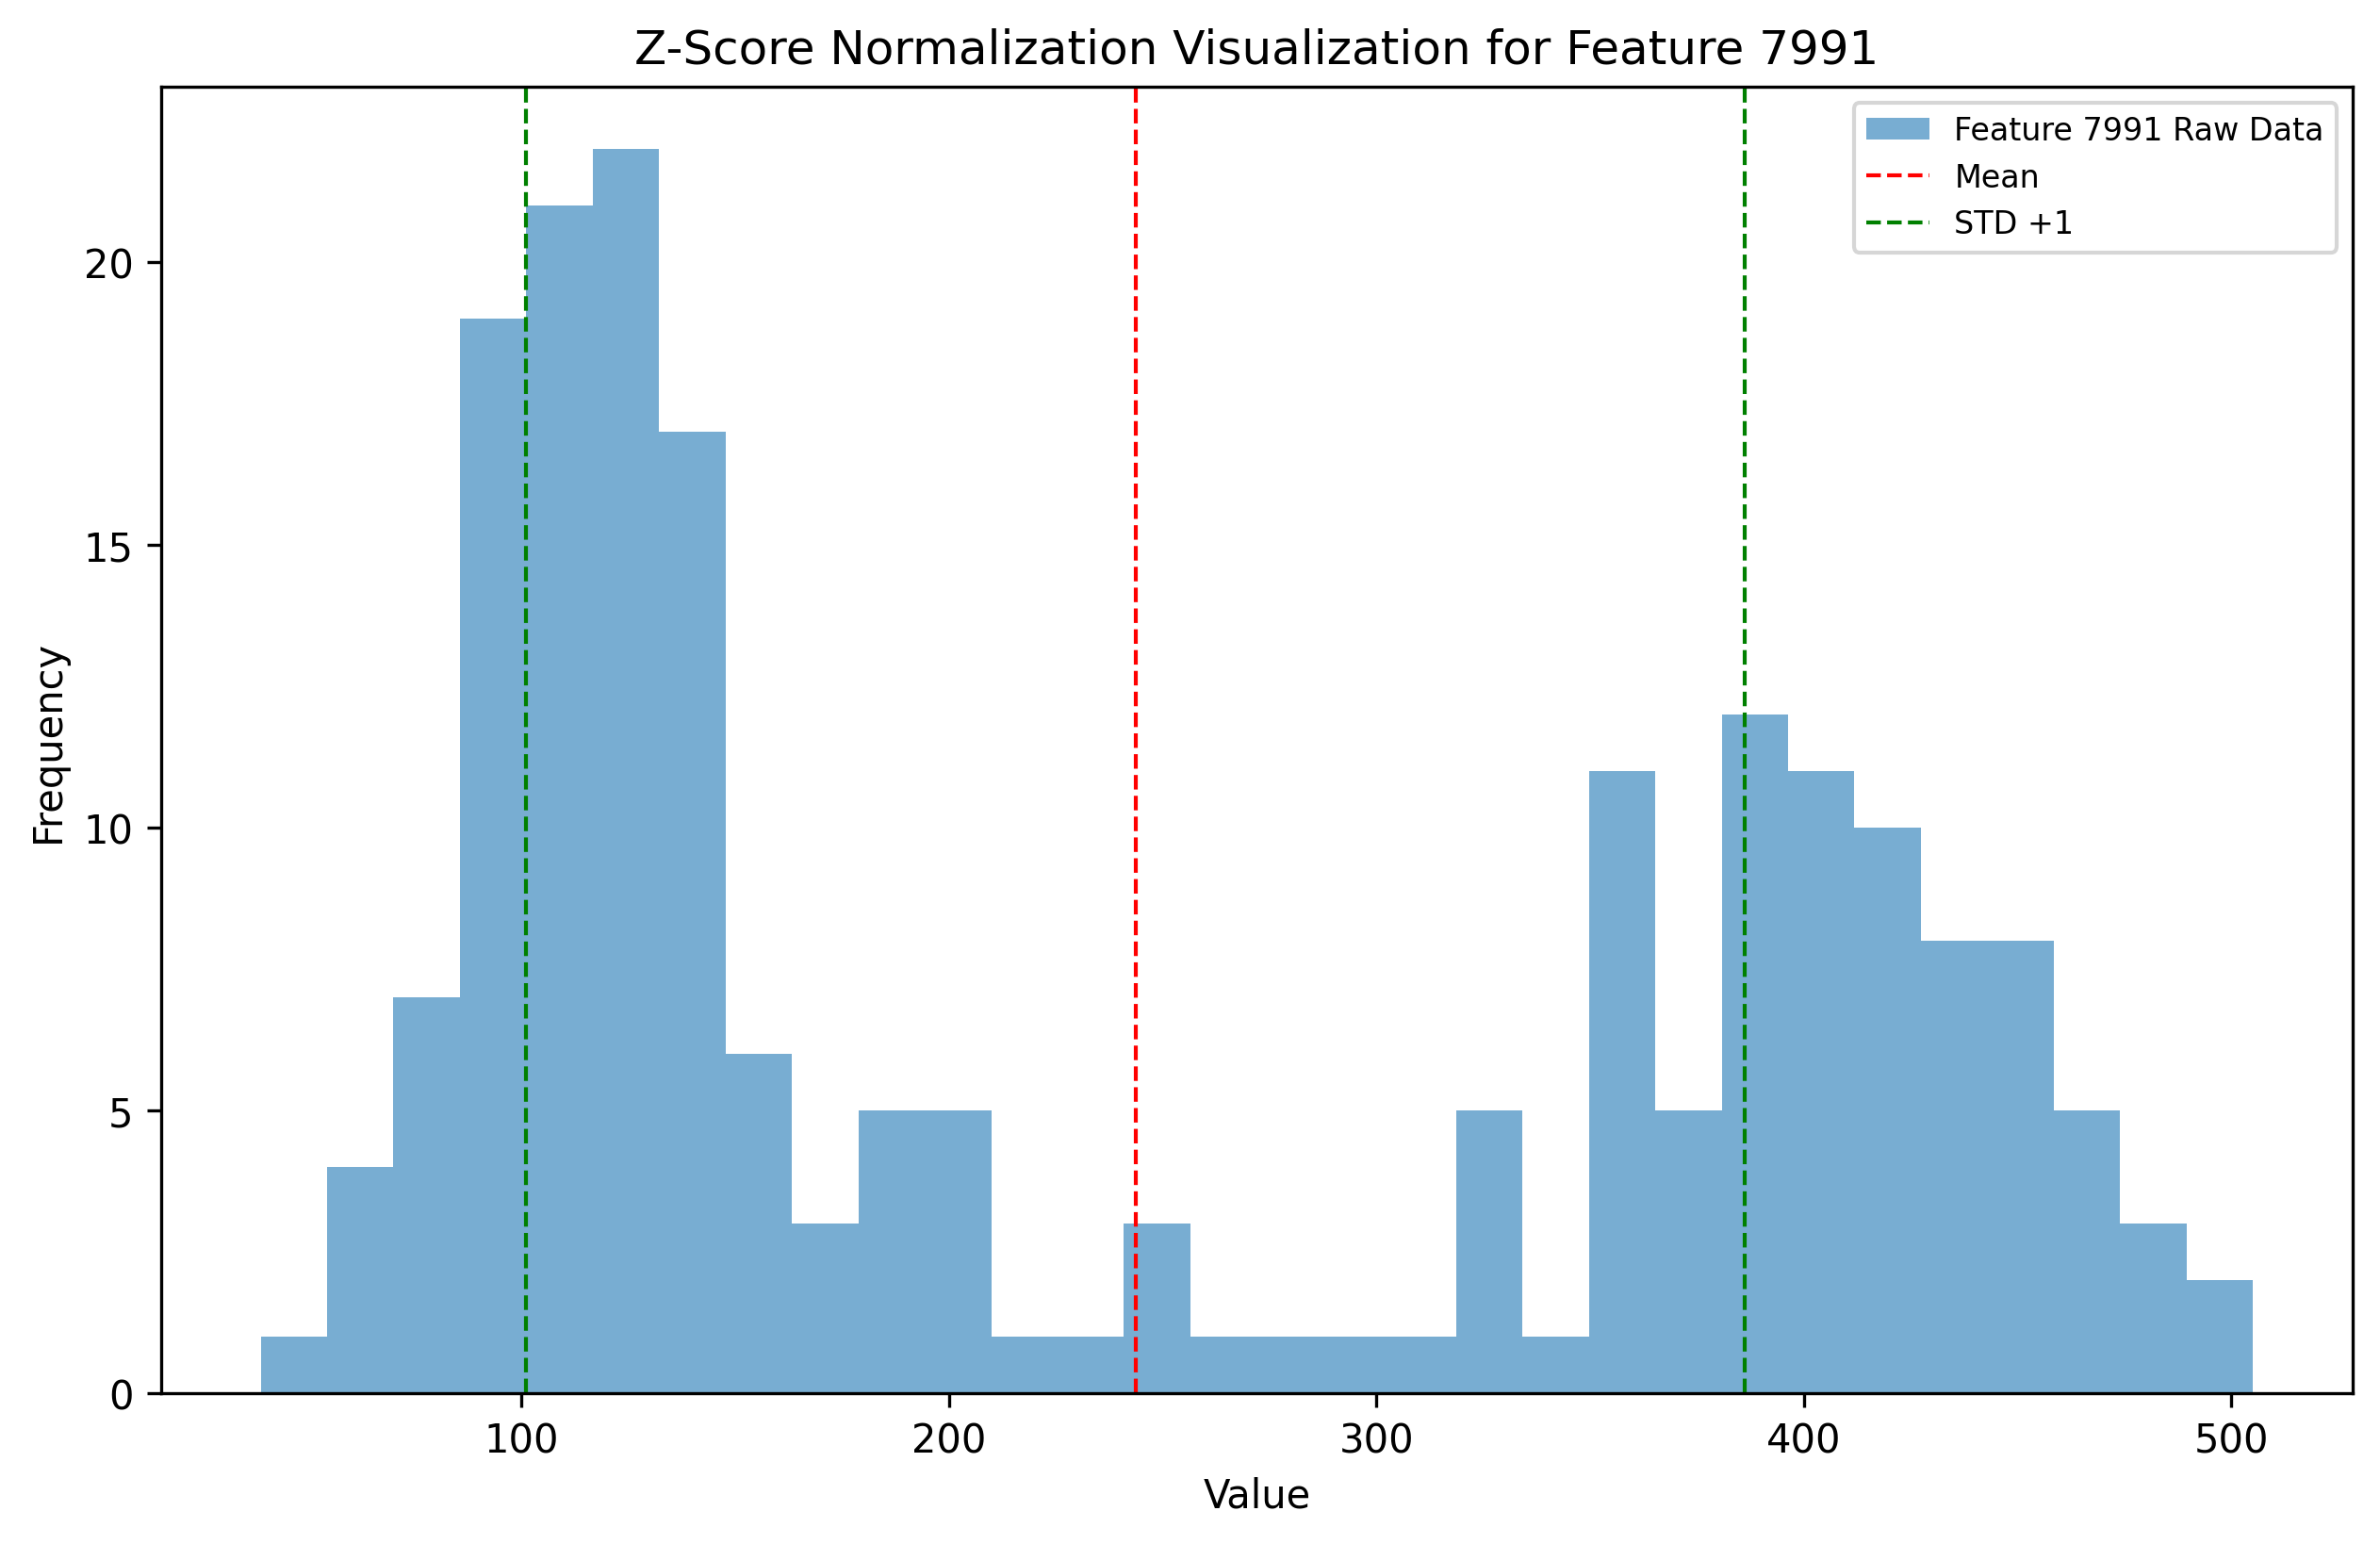 Z-Score Normalization Visualization for Feature 7991
Feature 7991 Raw Data
Mean
STD +1
20
15
10
5
0
Frequency
100
200
300
400
500
Value